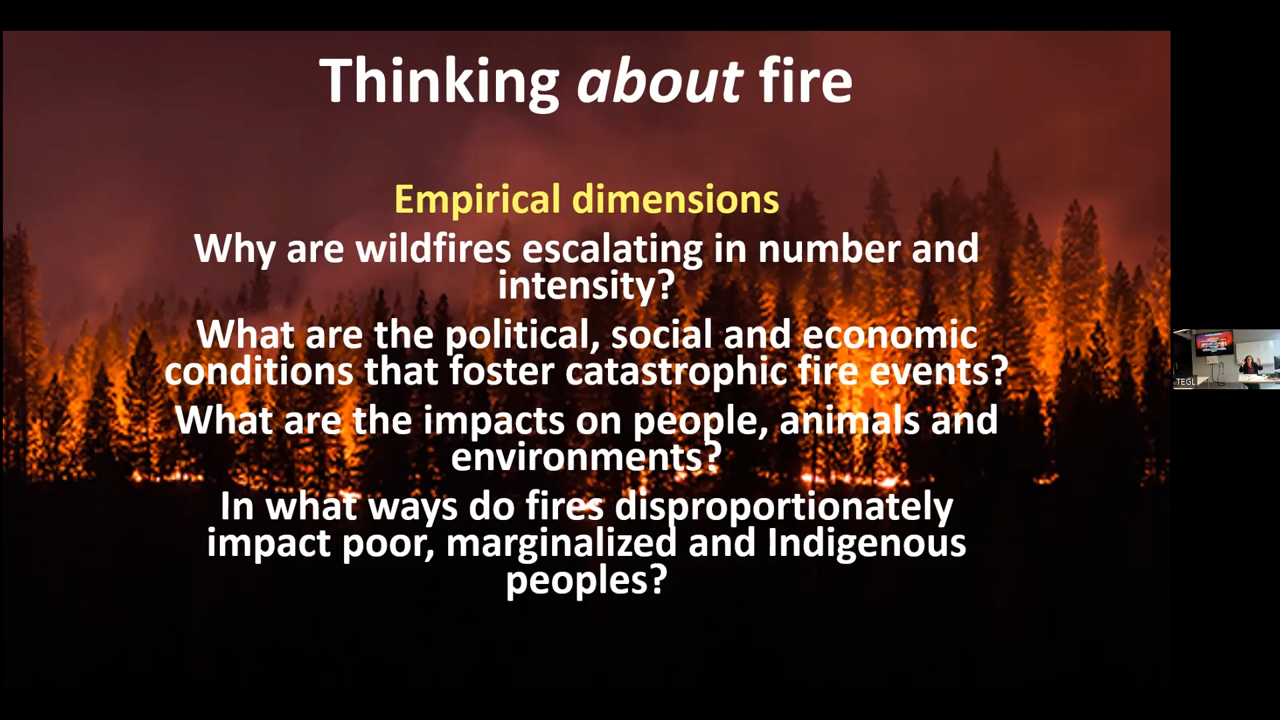 Thinking about fire
Empirical dimensions
Why are wildfires escalating in number and
intensity?
What are the political, social and economic
conditions that foster catastrophic fire events?
What are the impacts on people, animals and
environments?
In what ways do fires disproportionately
impact poor, marginalized and Indigenous
peoples?
TEGL